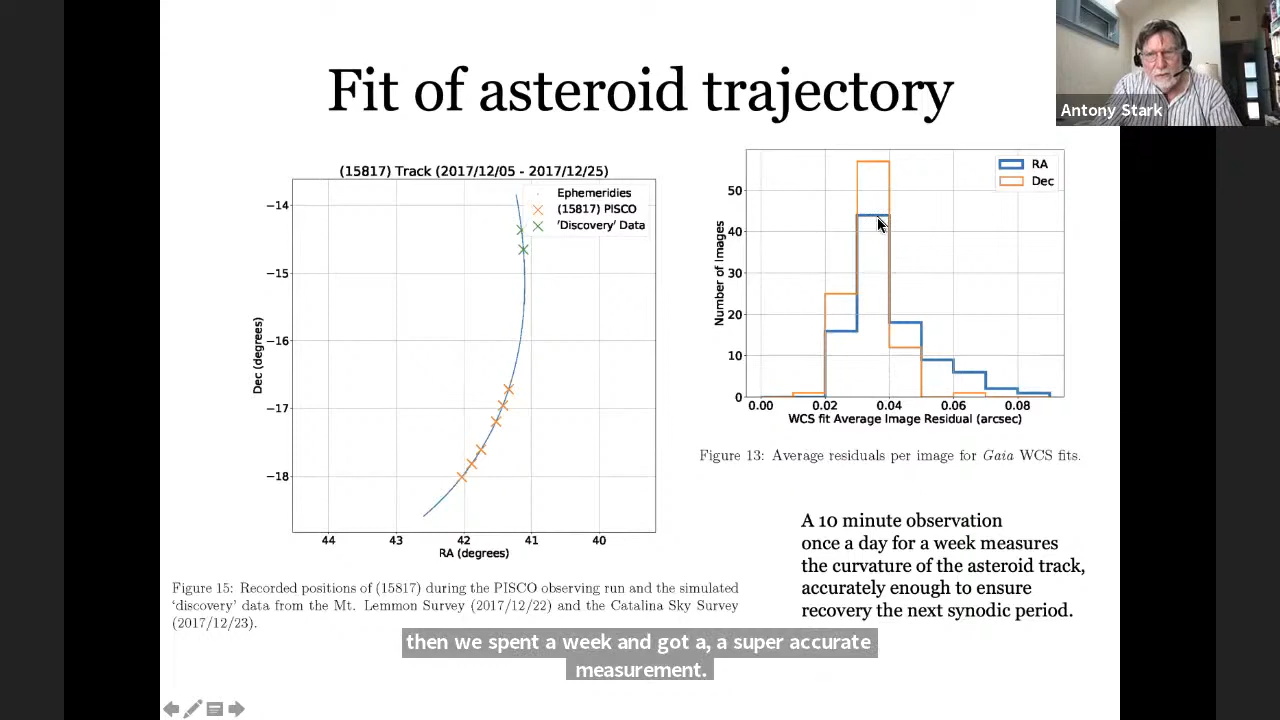 Antony Stark
Fit of asteroid trajectory
(15817) Track (2017/12/05 - 2017/12/25)
Ephemeridies
(15817) PISCO
'Discovery' Data
−14
−15
−16
−17
−18
Dec (degrees)
44 43 42 41 40
RA (degrees)
Figure 15: Recorded positions of (15817) during the PISCO observing run and the simulated
‘discovery’ data from the Mt. Lemmon Survey (2017/12/22) and the Catalina Sky Survey
(2017/12/23).
RA
Dec
50
40
30
20
10
0
Number of Images
0.00 0.02 0.04 0.06 0.08
WCS fit Average Image Residual (arcsec)
Figure 13: Average residuals per image for Gaia WCS fits.
A 10 minute observation
once a day for a week measures
the curvature of the asteroid track,
accurately enough to ensure
recovery the next synodic period.
then we spent a week and got a, a super accurate
measurement.